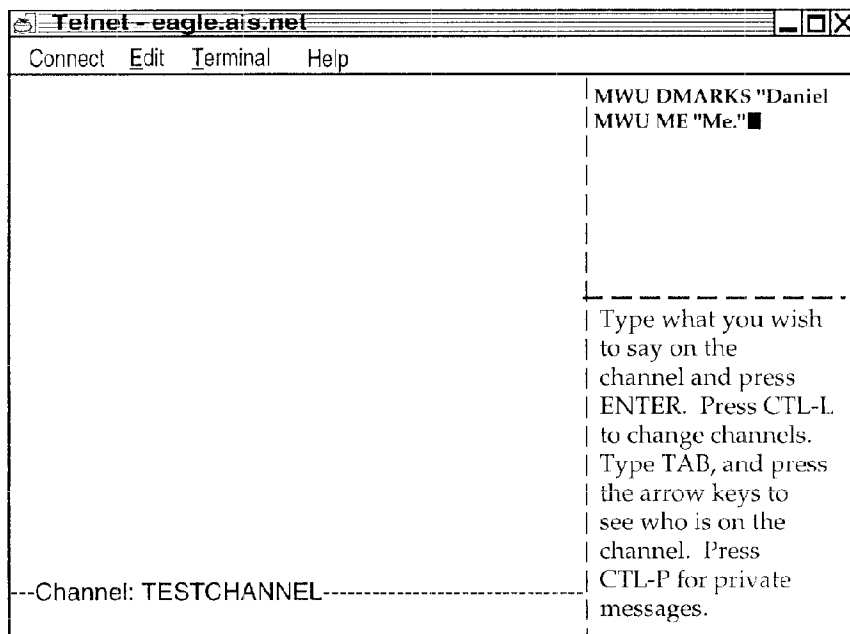 Telnet - eagle.ais.net
Connect Edit Terminal Help
MWU DMARKS "Daniel
MWU ME "Me."
Type what you wish
to say on the
channel and press
ENTER. Press CTL-L
to change channels.
Type TAB, and press
the arrow keys to
see who is on the
channel. Press
CTL-P for private
messages.
---Channel: TESTCHANNEL---